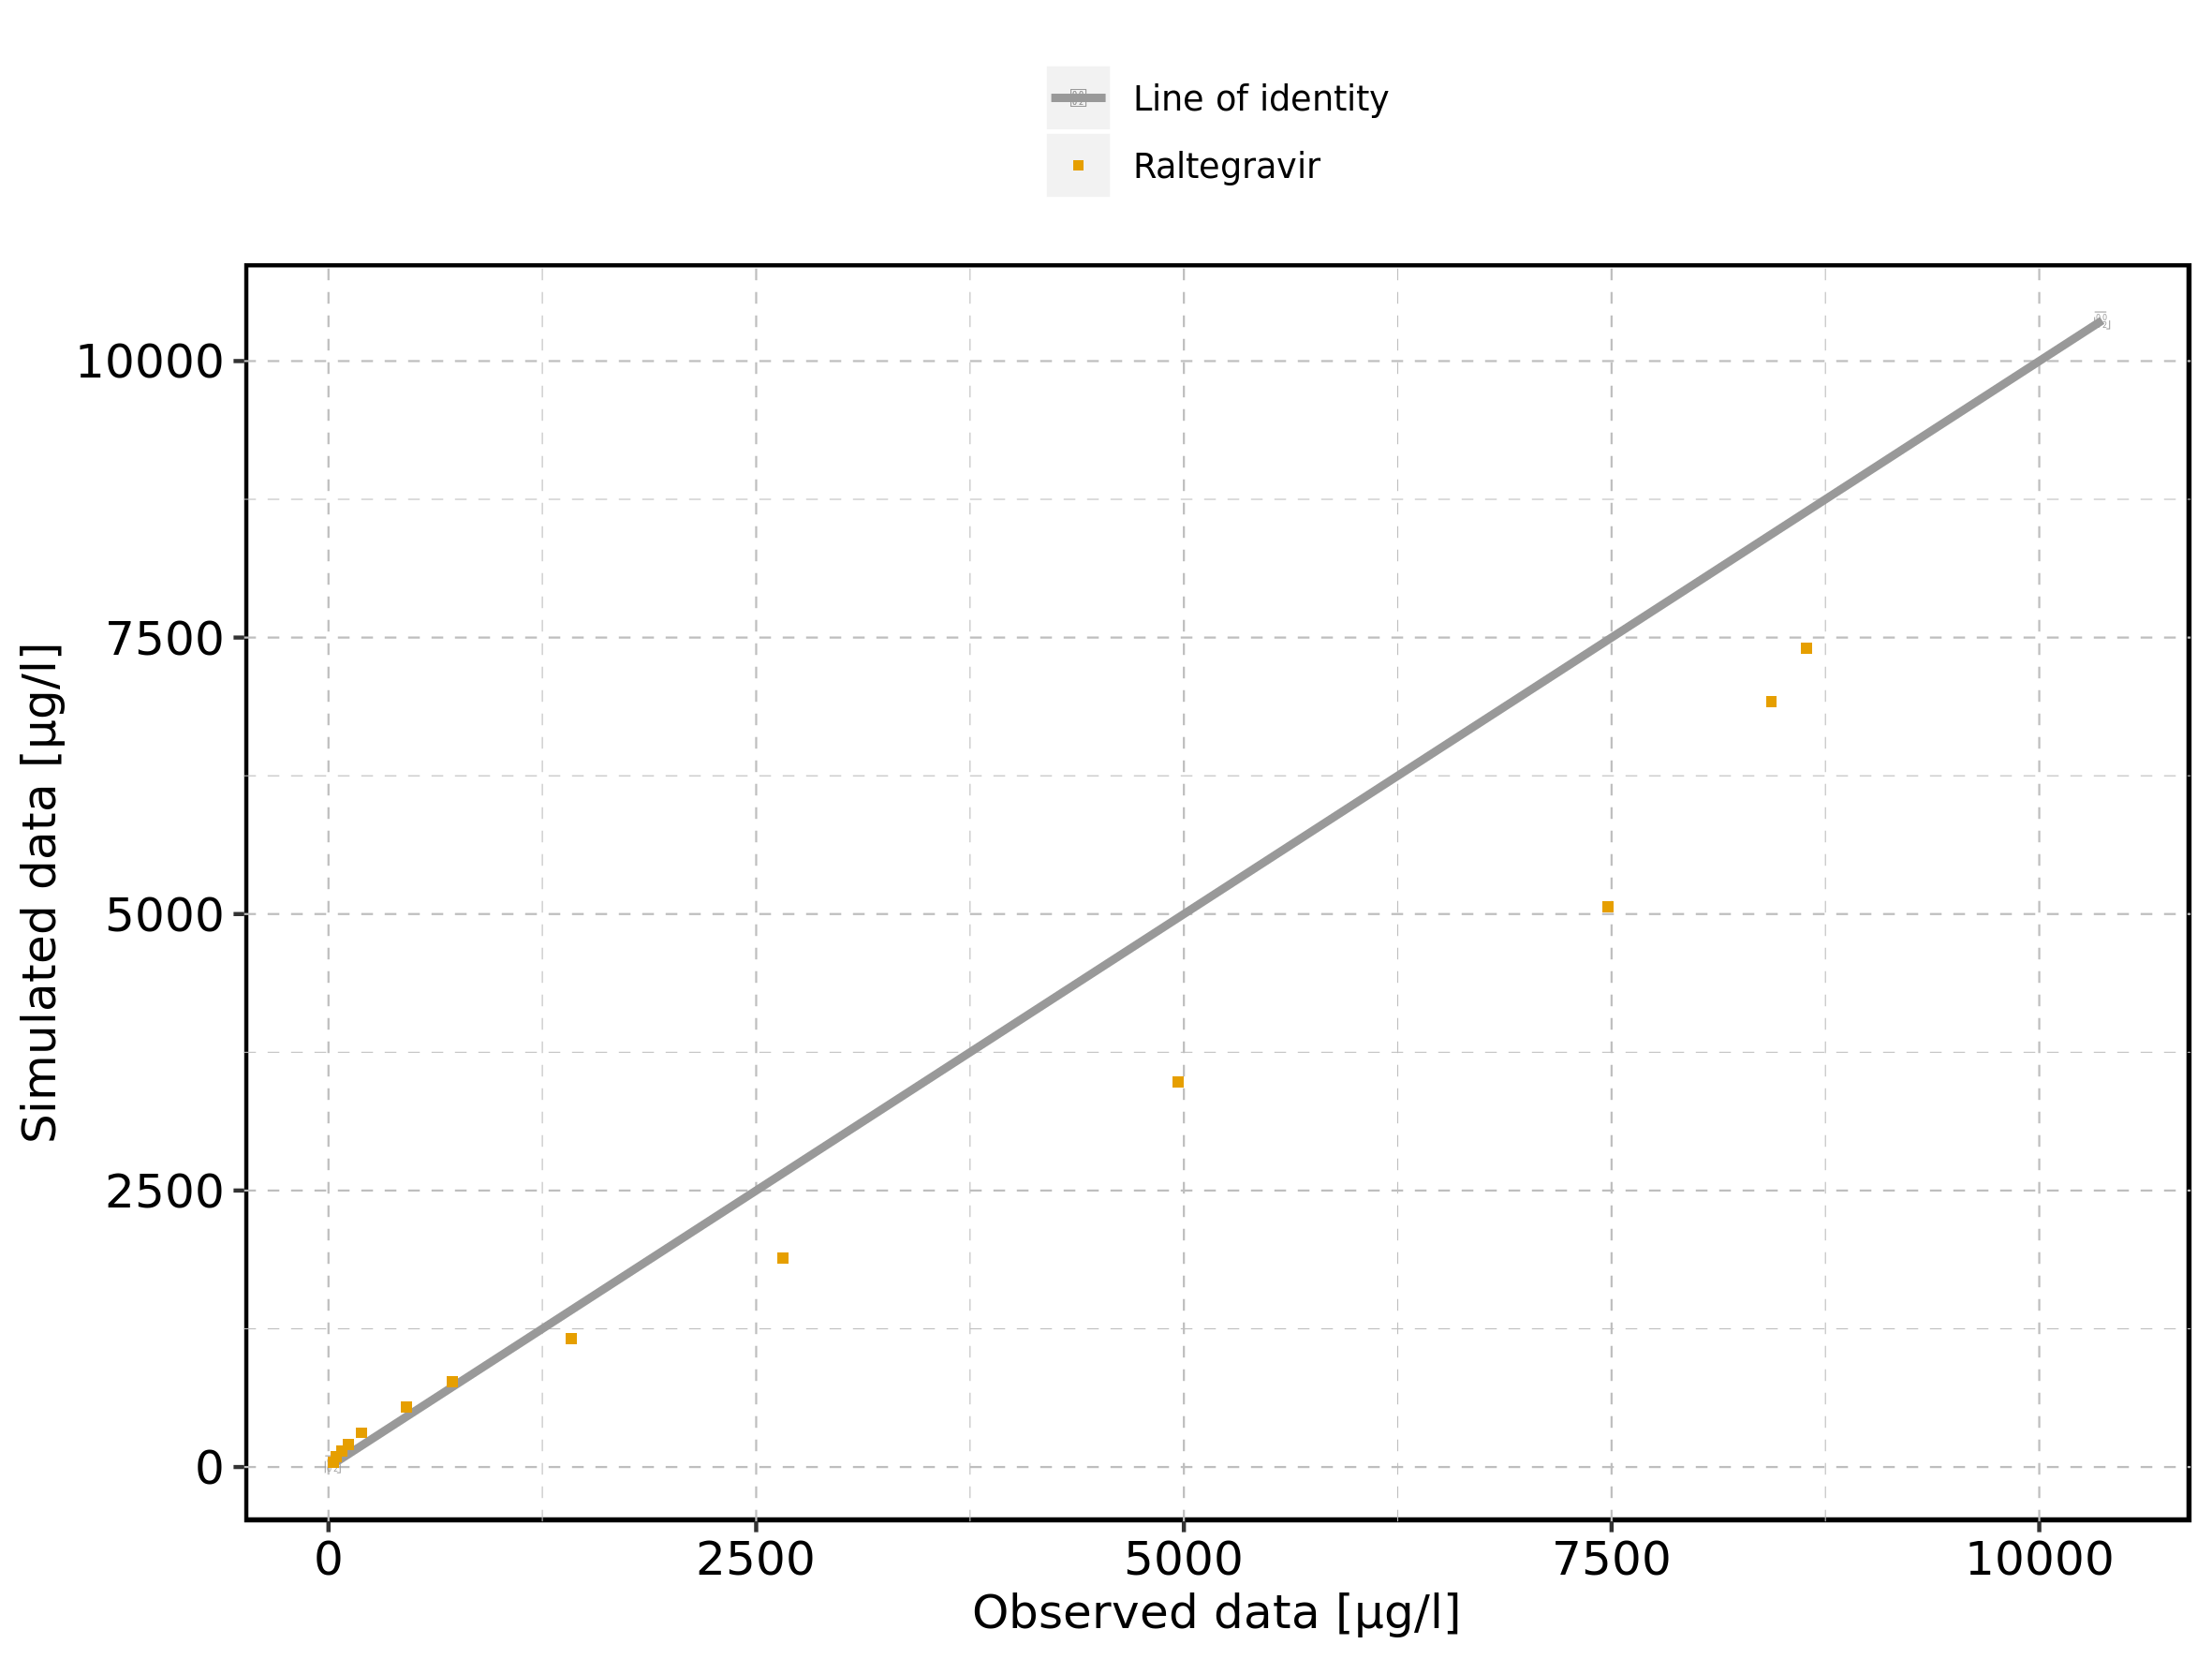 Line of identity
Raltegravir
10000
7500
5000
2500
0
Simulated data [µg/l]
0 2500 5000 7500 10000
Observed data [µg/l]